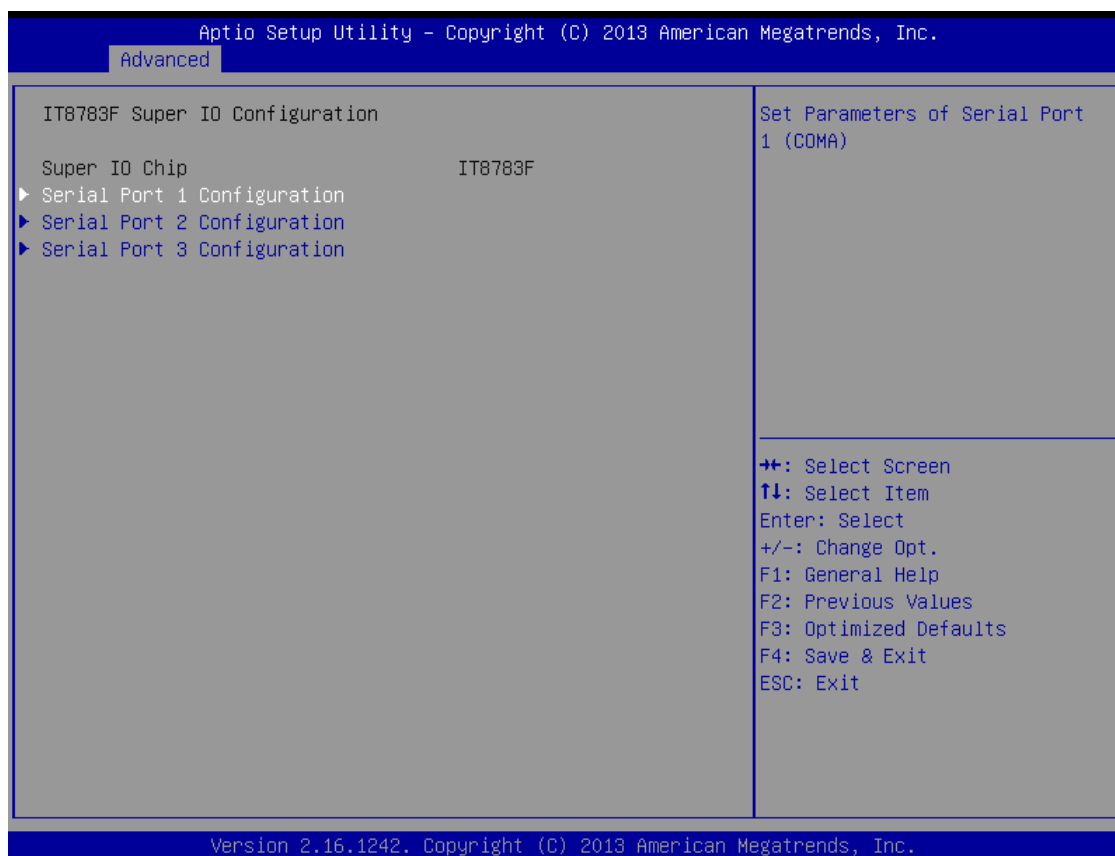 Aptio Setup Utility – Copyright (C) 2013 American Megatrends, Inc.
Advanced
IT8783F Super IO Configuration
Super IO Chip IT8783F
Serial Port 1 Configuration
Serial Port 2 Configuration
Serial Port 3 Configuration
Set Parameters of Serial Port
1 (COMA)
→←: Select Screen
↑↓: Select Item
Enter: Select
+/-: Change Opt.
F1: General Help
F2: Previous Values
F3: Optimized Defaults
F4: Save & Exit
ESC: Exit
Version 2.16.1242. Copyright (C) 2013 American Megatrends, Inc.